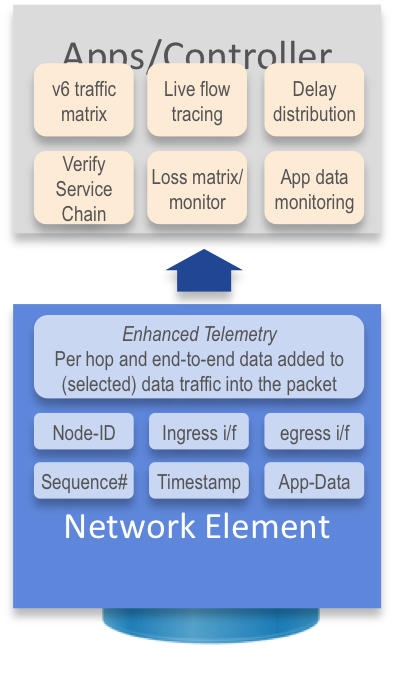 Apps/Controller
v6 traffic
matrix
Live flow
tracing
Delay
distribution
Verify
Service
Chain
Loss matrix/
monitor
App data
monitoring
Enhanced Telemetry
Per hop and end-to-end data added to
(selected) data traffic into the packet
Node-ID
Ingress i/f
egress i/f
Sequence#
Timestamp
App-Data
Network Element